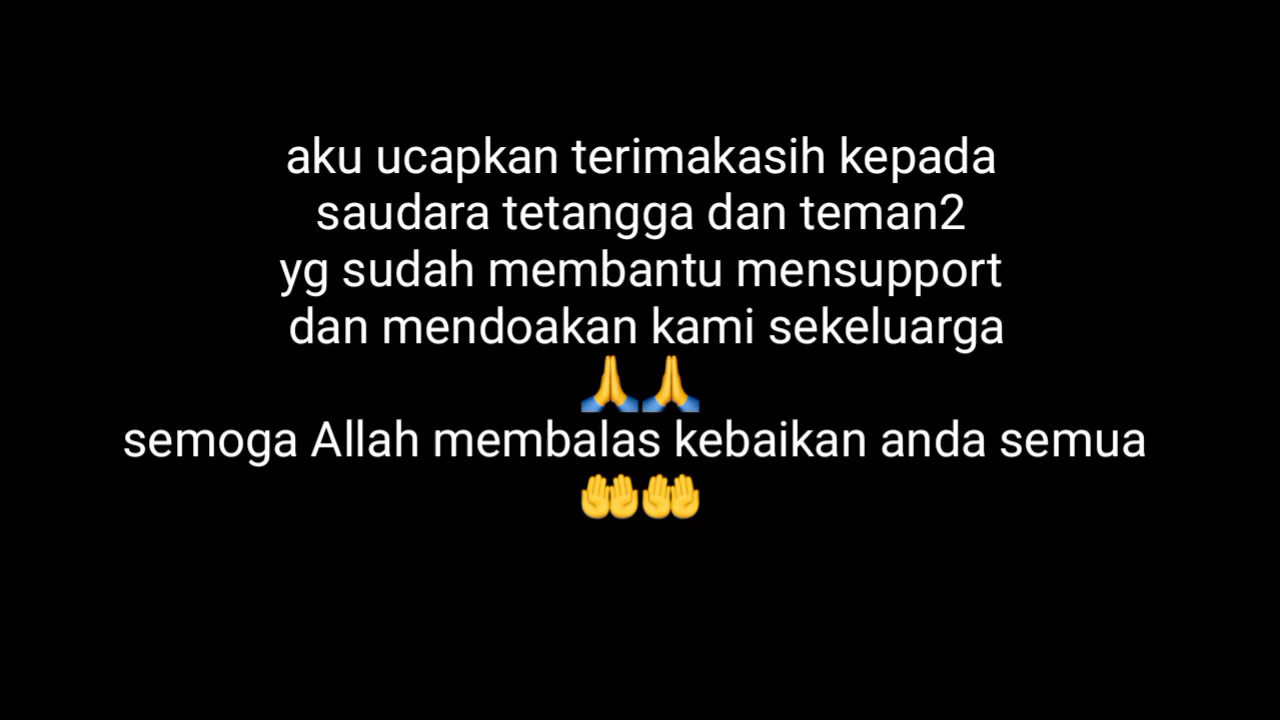 aku ucapkan terimakasih kepada
saudara tetangga dan teman2
yg sudah membantu mensupport
dan mendoakan kami sekeluarga
🙏🙏
semoga Allah membalas kebaikan anda semua
🤲🤲